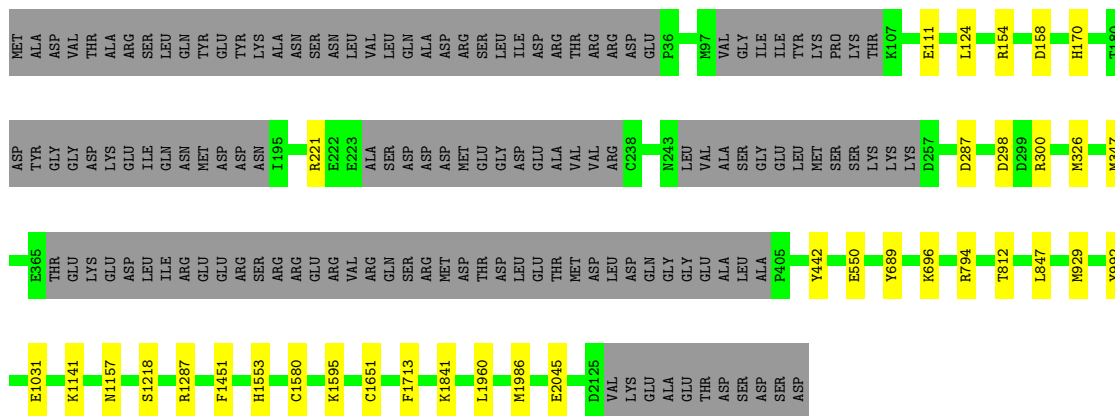 MET ALA ASP VAL THR ALA ARG SER LEU GLN TYR GLU TYR LYS ALA ASN SER ASN LEU VAL LEU GLN ALA ASP ARG SER LEU ILE ASP ARG THR ARG ARG ASP GLU P36 M97 VAL GLY ILE ILE TYR LYS PRO LYS THR K107 E111 L124 R154 D158 H170 T180
ASP TYR GLY GLY ASP LYS GLU ILE GLN ASN MET ASP ASP ASN I195 R221 E222 E223 ALA SER ASP ASP ASP MET GLU GLY ASP GLU ALA VAL VAL ARG C238 N243 LEU VAL ALA SER GLY GLU LEU MET SER SER LYS LYS LYS D257 D287 D298 D299 R300 M326 M347
E365 THR GLU LYS GLU ASP LEU ILE ARG GLU GLU ARG SER ARG ARG GLU ARG VAL ARG GLN SER ARG MET ASP THR ASP LEU GLU THR MET ASP LEU ASP GLN GLY GLY GLU ALA LEU ALA P405 Y442 E550 Y689 K696 R794 T812 L847 M929 Y992
E1031 K1141 N1157 S1218 R1287 F1451 H1553 C1580 K1595 C1651 F1713 K1841 L1960 M1986 E2045 D2125 VAL LYS GLU ALA GLU THR ASP SER ASP SER ASP